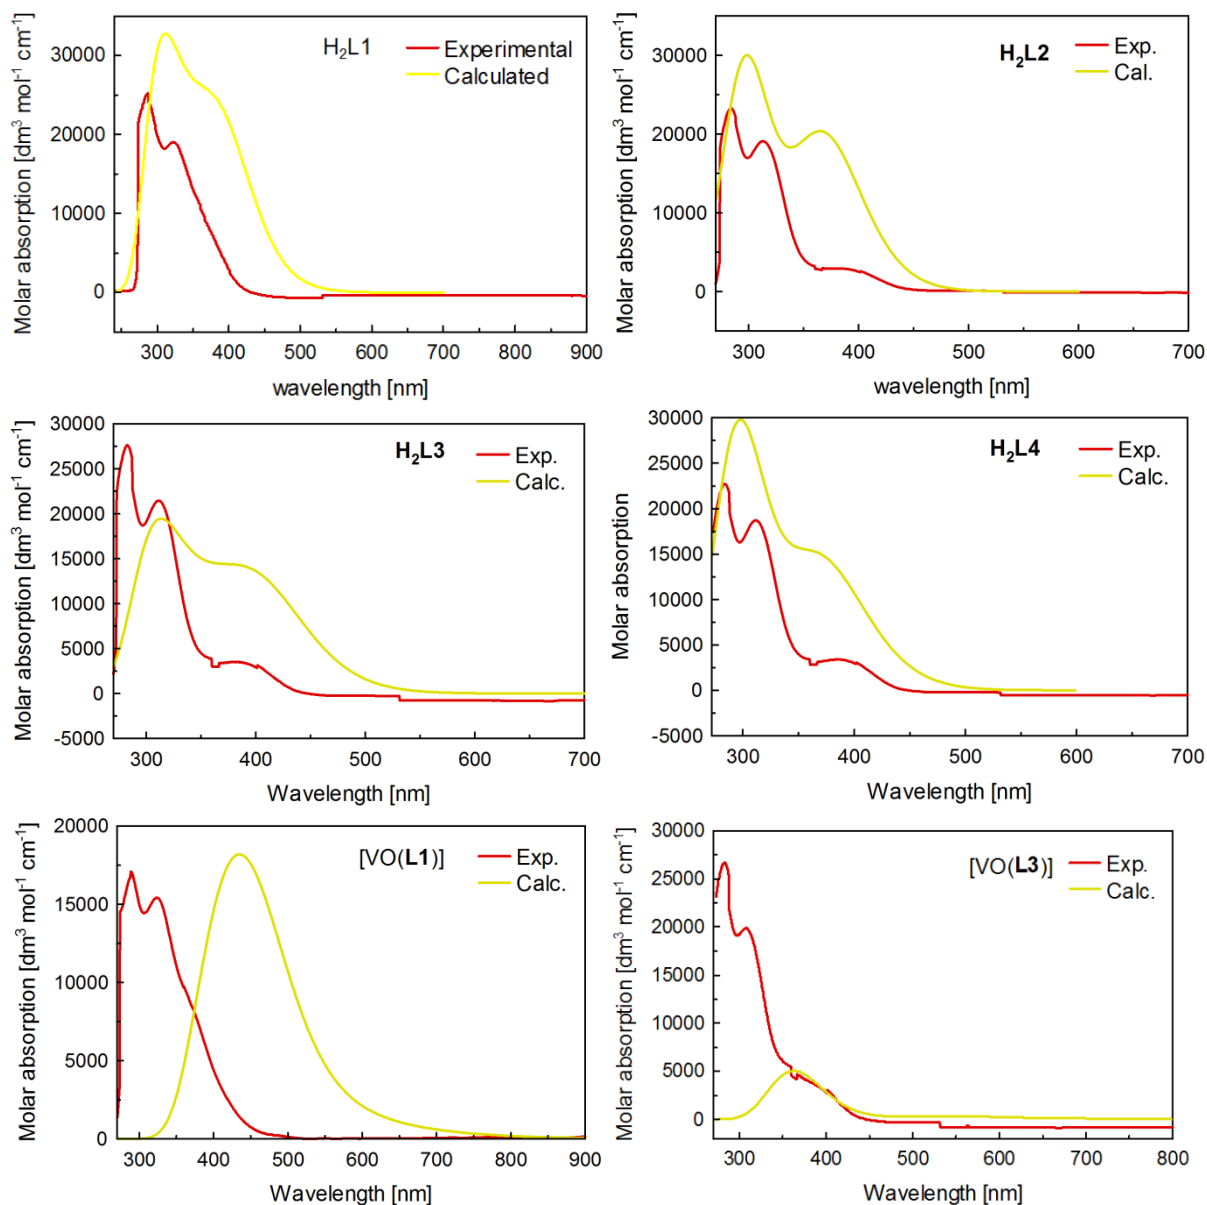 H₂L1
Experimental
Calculated
Molar absorption [dm³ mol⁻¹ cm⁻¹]
30000
20000
10000
0
300 400 500 600 700 800 900
wavelength [nm]
H₂L2
Exp.
Cal.
Molar absorption [dm³ mol⁻¹ cm⁻¹]
30000
20000
10000
0
300 400 500 600 700
wavelength [nm]
H₂L3
Exp.
Calc.
Molar absorption [dm³ mol⁻¹ cm⁻¹]
30000
25000
20000
15000
10000
5000
0
-5000
300 400 500 600 700
Wavelength [nm]
H₂L4
Exp.
Calc.
Molar absorption
30000
25000
20000
15000
10000
5000
0
-5000
300 400 500 600 700
Wavelength [nm]
[VO(L1)]
Exp.
Calc.
Molar absorption [dm³ mol⁻¹ cm⁻¹]
20000
15000
10000
5000
0
300 400 500 600 700 800 900
Wavelength [nm]
[VO(L3)]
Exp.
Calc.
Molar absorption [dm³ mol⁻¹ cm⁻¹]
30000
25000
20000
15000
10000
5000
0
300 400 500 600 700 800
Wavelength [nm]